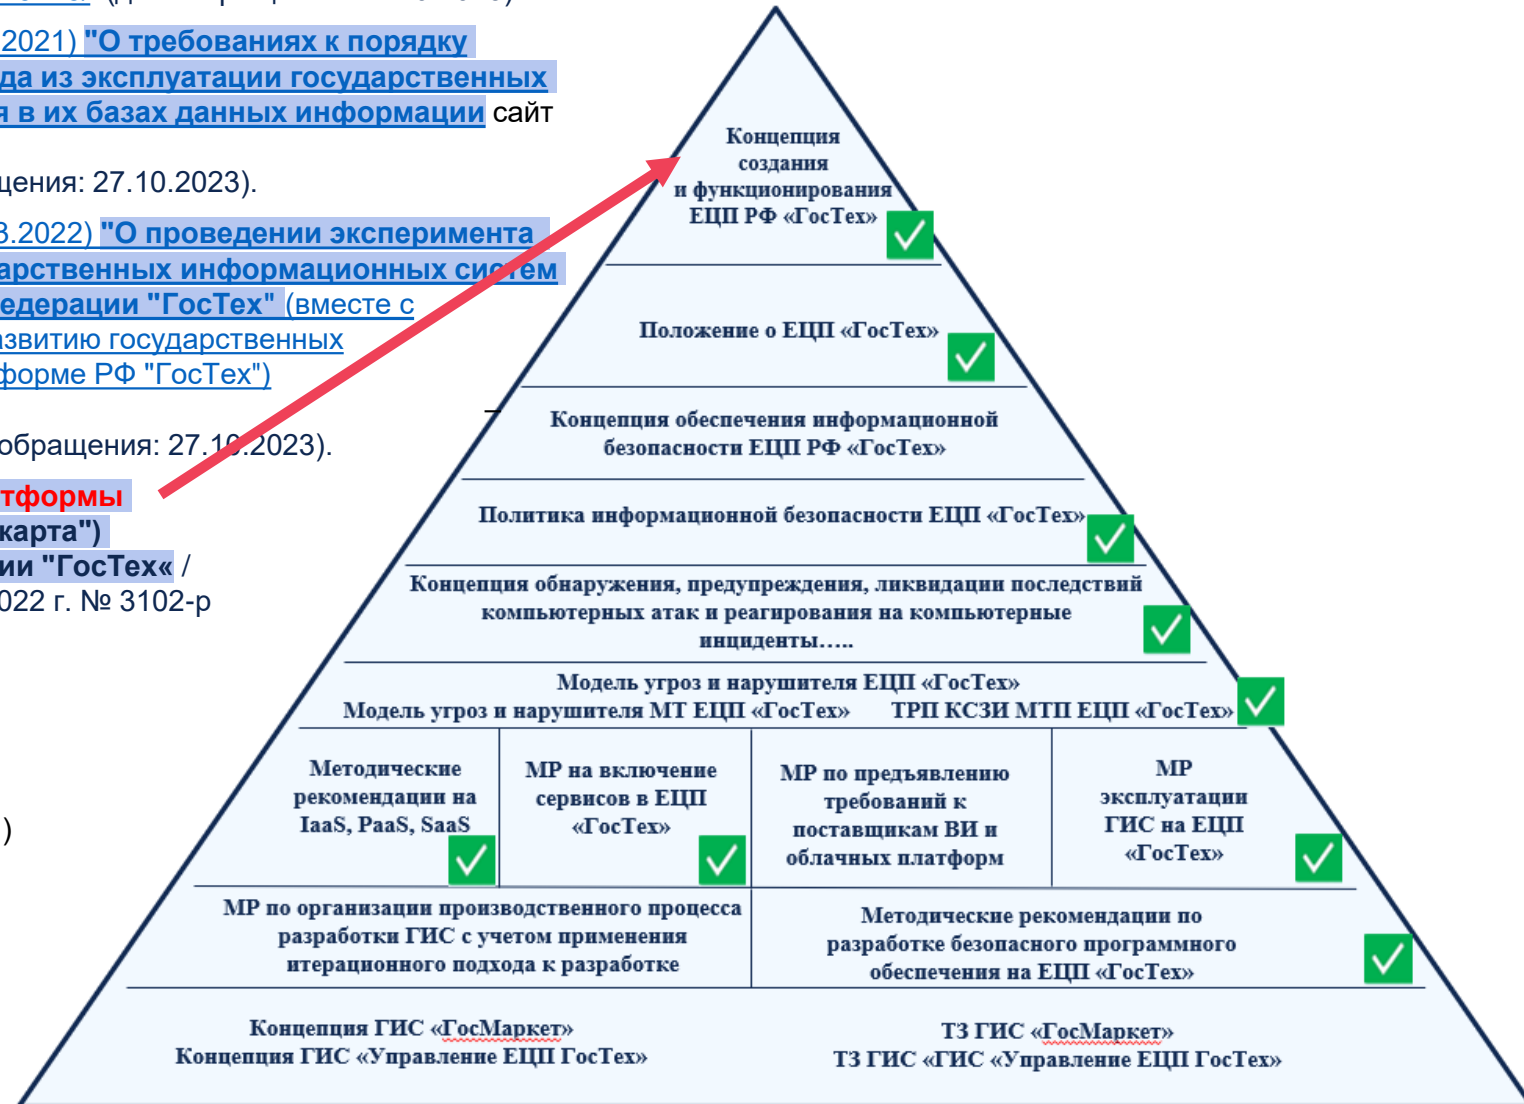 2021) "О требованиях к порядку
да из эксплуатации государственных
я в их базах данных информации сайт
щения: 27.10.2023).
3.2022) "О проведении эксперимента
дарственных информационных систем
едерации "ГосТех" (вместе с
азвитию государственных
форме РФ "ГосТех")
–
обращения: 27.10.2023).
тформы
карта")
ии "ГосТех« /
022 г. № 3102-р
)
Концепция
создания
и функционирования
ЕЦП РФ «ГосТех»
Положение о ЕЦП «ГосТех»
Концепция обеспечения информационной
безопасности ЕЦП РФ «ГосТех»
Политика информационной безопасности ЕЦП «ГосТех»
Концепция обнаружения, предупреждения, ликвидации последствий
компьютерных атак и реагирования на компьютерные
инциденты…..
Модель угроз и нарушителя ЕЦП «ГосТех»
Модель угроз и нарушителя МТ ЕЦП «ГосТех» ТРП КСЗИ МТП ЕЦП «ГосТех»
Методические
рекомендации на
IaaS, PaaS, SaaS
МР на включение
сервисов в ЕЦП
«ГосТех»
МР по предъявлению
требований к
поставщикам ВИ и
облачных платформ
МР
эксплуатации
ГИС на ЕЦП
«ГосТех»
МР по организации производственного процесса
разработки ГИС с учетом применения
итерационного подхода к разработке
Методические рекомендации по
разработке безопасного программного
обеспечения на ЕЦП «ГосТех»
Концепция ГИС «ГосМаркет»
Концепция ГИС «Управление ЕЦП ГосТех»
ТЗ ГИС «ГосМаркет»
ТЗ ГИС «ГИС «Управление ЕЦП ГосТех»